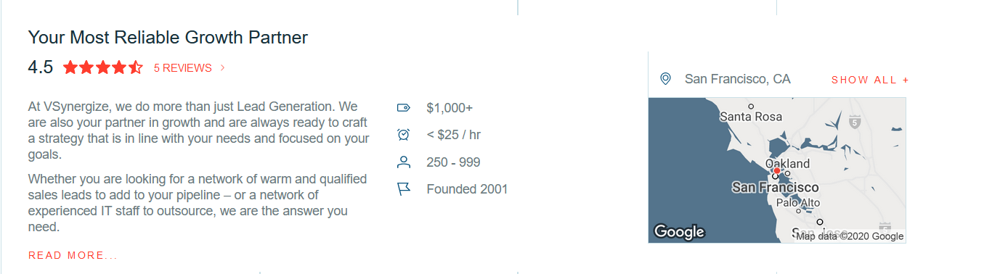 Your Most Reliable Growth Partner
4.5 5 REVIEWS
At VSynergize, we do more than just Lead Generation. We
are also your partner in growth and are always ready to craft
a strategy that is in line with your needs and focused on your
goals.
Whether you are looking for a network of warm and qualified
sales leads to add to your pipeline – or a network of
experienced IT staff to outsource, we are the answer you
need.
READ MORE...
$1,000+
< $25 / hr
250 - 999
Founded 2001
San Francisco, CA SHOW ALL +
Santa Rosa
5
Oakland
San Francisco
Palo Alto
San Jose
5
Google
Map data ©2020 Google